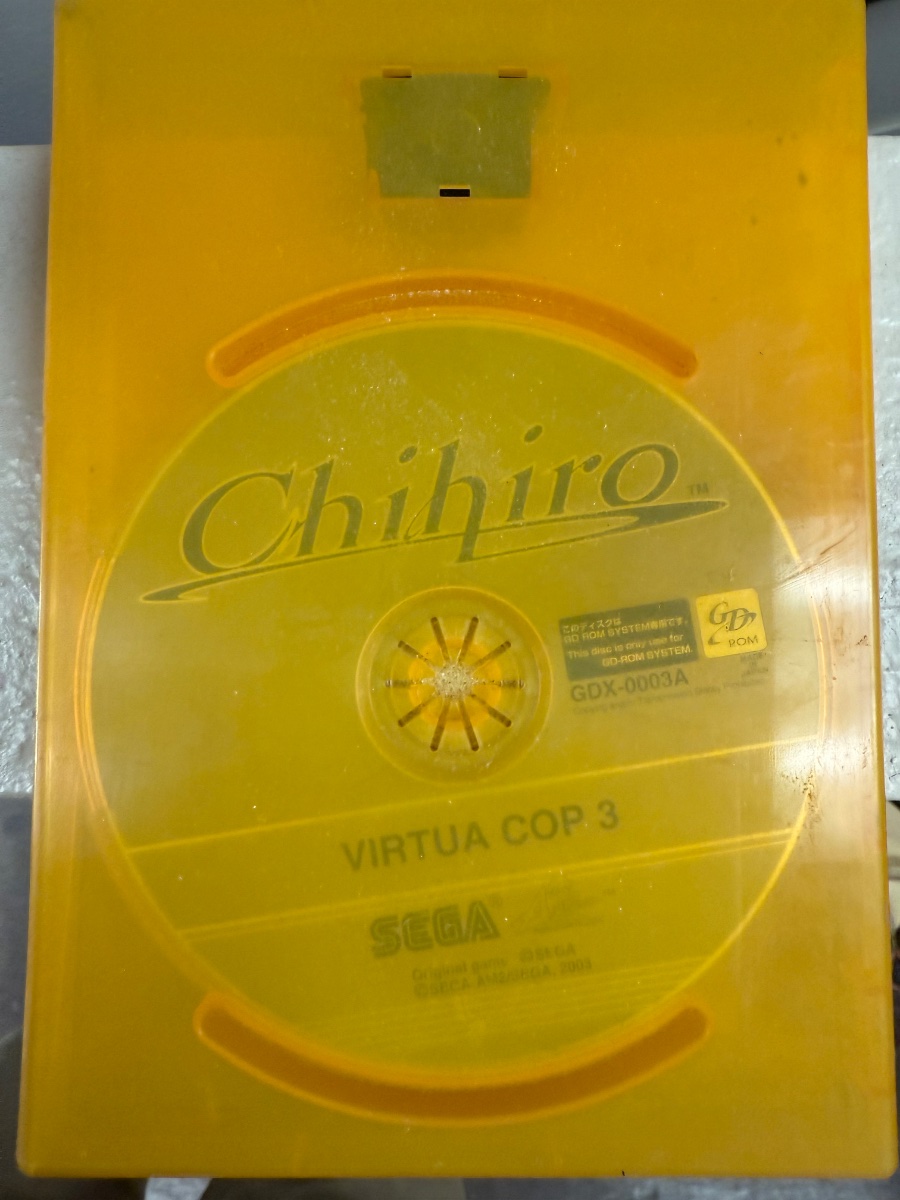 Chihiro™
このディスクは
GD ROM SYSTEM専用です。
This disc is only use for
GD-ROM SYSTEM.
GD
ROM
GDX-0003A
VIRTUA COP 3
SEGA®
Original game ©SEGA
©SEGA-AM2/SEGA, 2003